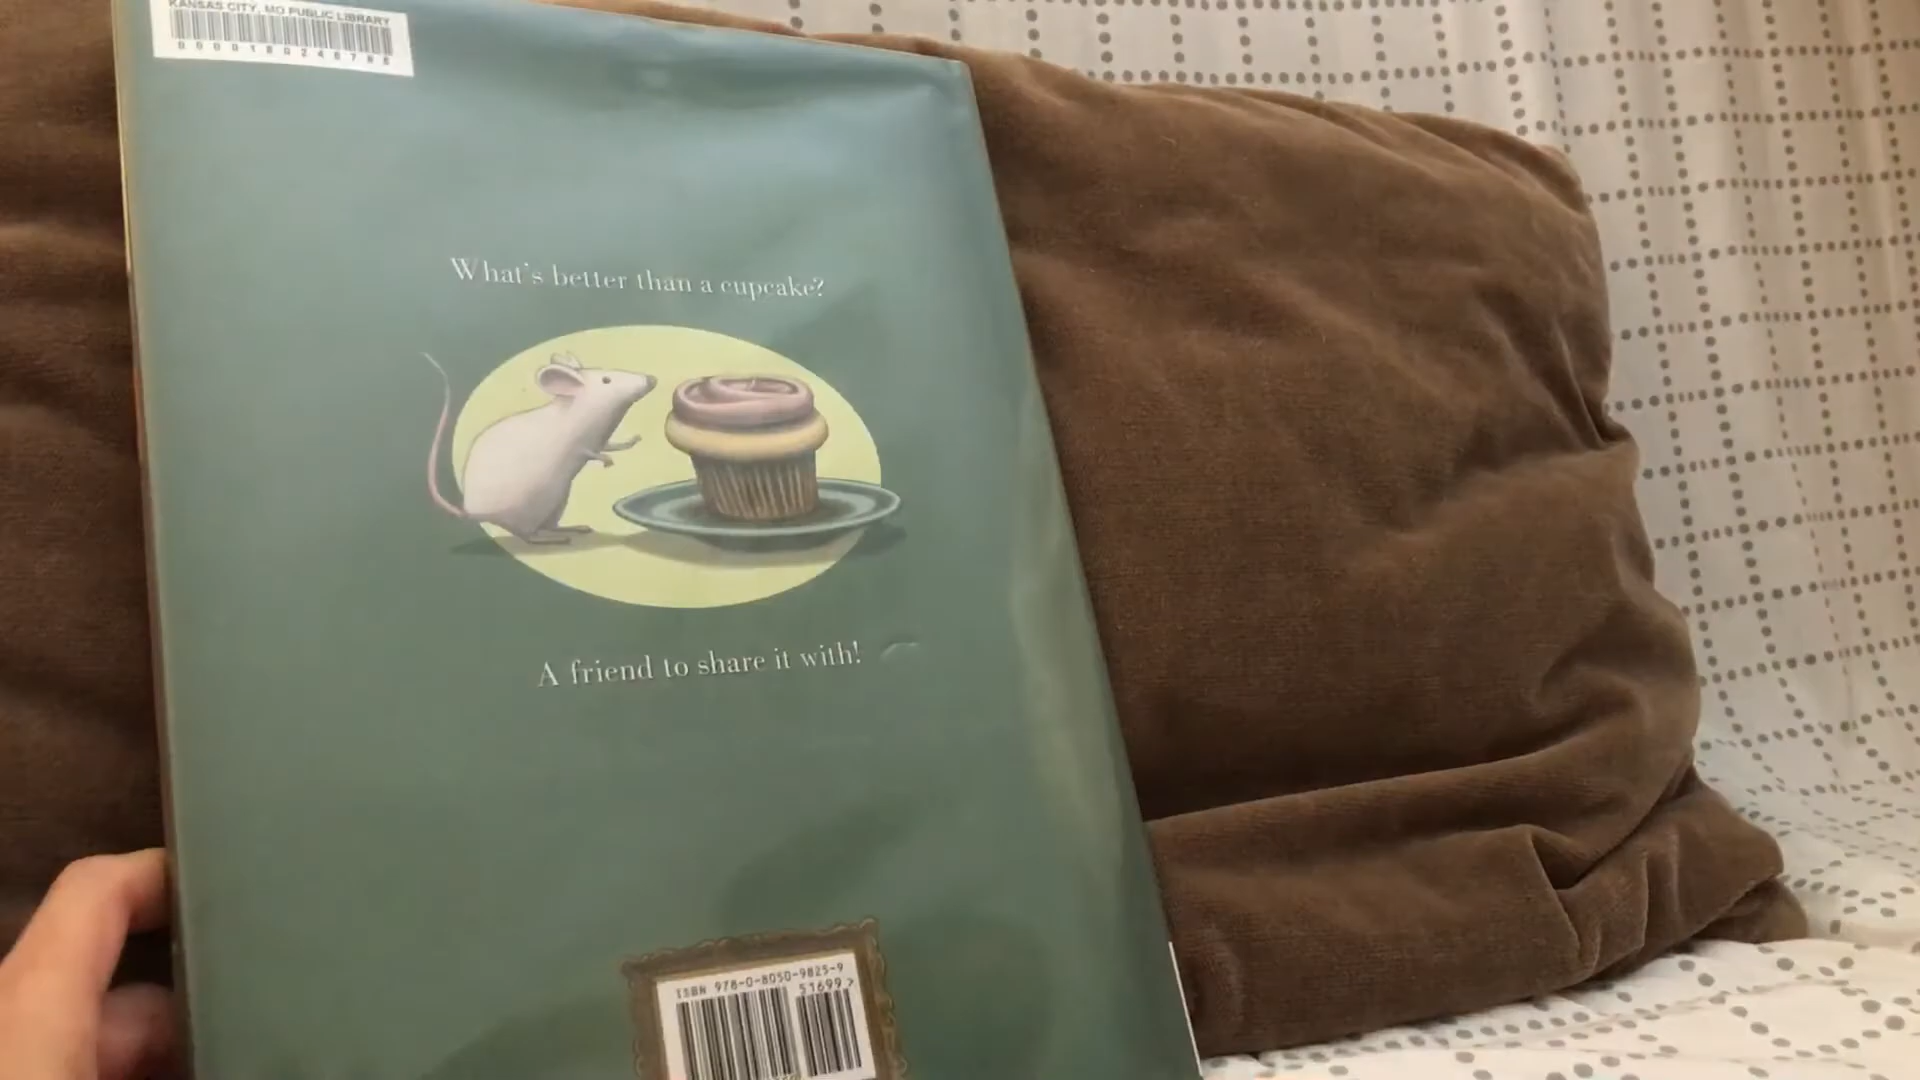 KANSAS CITY, MO PUBLIC LIBRARY
What's better than a cupcake?
A friend to share it with!
ISBN 978-0-8050-9825-9
51699>